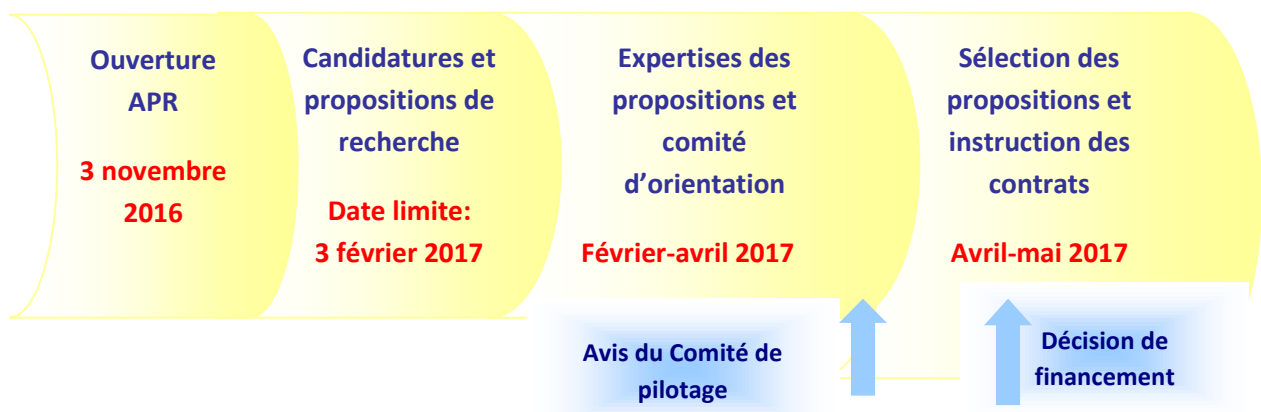 Ouverture
APR
3 novembre
2016
Candidatures et
propositions de
recherche
Date limite:
3 février 2017
Expertises des
propositions et
comité
d’orientation
Février-avril 2017
Sélection des
propositions et
instruction des
contrats
Avril-mai 2017
Avis du Comité de
pilotage
Décision de
financement